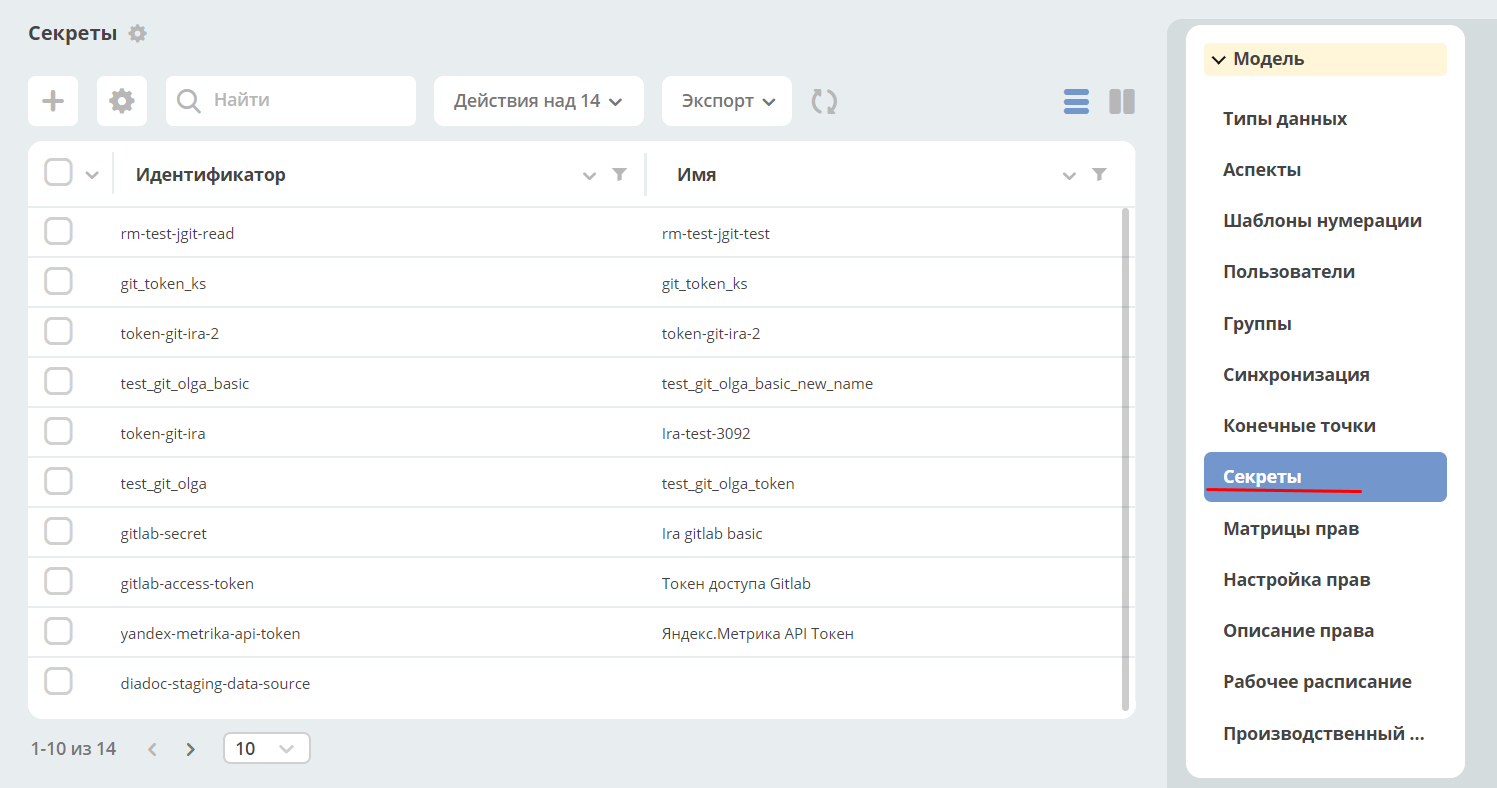 Секреты
Найти
Действия над 14
Экспорт
Идентификатор Имя
rm-test-jgit-read rm-test-jgit-test
git_token_ks git_token_ks
token-git-ira-2 token-git-ira-2
test_git_olga_basic test_git_olga_basic_new_name
token-git-ira Ira-test-3092
test_git_olga test_git_olga_token
gitlab-secret Ira gitlab basic
gitlab-access-token Токен доступа Gitlab
yandex-metrika-api-token Яндекс.Метрика API Токен
diadoc-staging-data-source
1-10 из 14
10
Модель
Типы данных
Аспекты
Шаблоны нумерации
Пользователи
Группы
Синхронизация
Конечные точки
Секреты
Матрицы прав
Настройка прав
Описание права
Рабочее расписание
Производственный ...